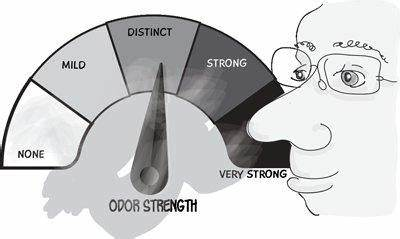 DISTINCT
MILD
STRONG
NONE
VERY STRONG
ODOR STRENGTH